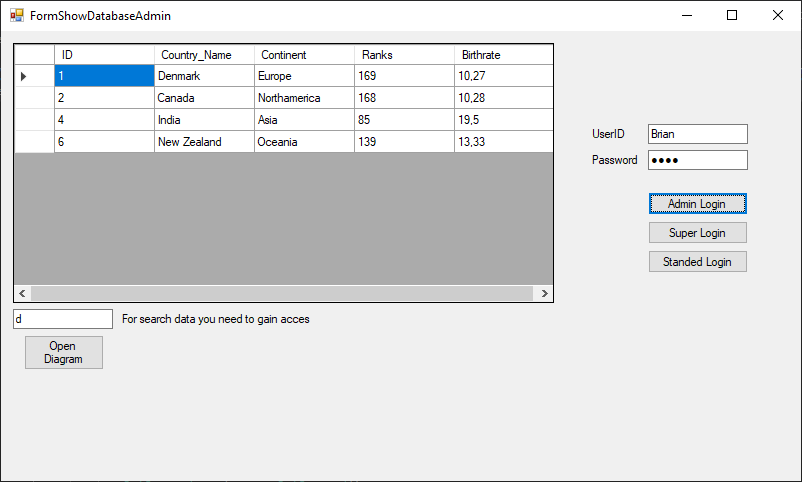 FormShowDatabaseAdmin
ID Country_Name Continent Ranks Birthrate
1 Denmark Europe 169 10,27
2 Canada Northamerica 168 10,28
4 India Asia 85 19,5
6 New Zealand Oceania 139 13,33
UserID Brian
Password ●●●●
Admin Login
Super Login
Standed Login
d For search data you need to gain acces
Open
Diagram